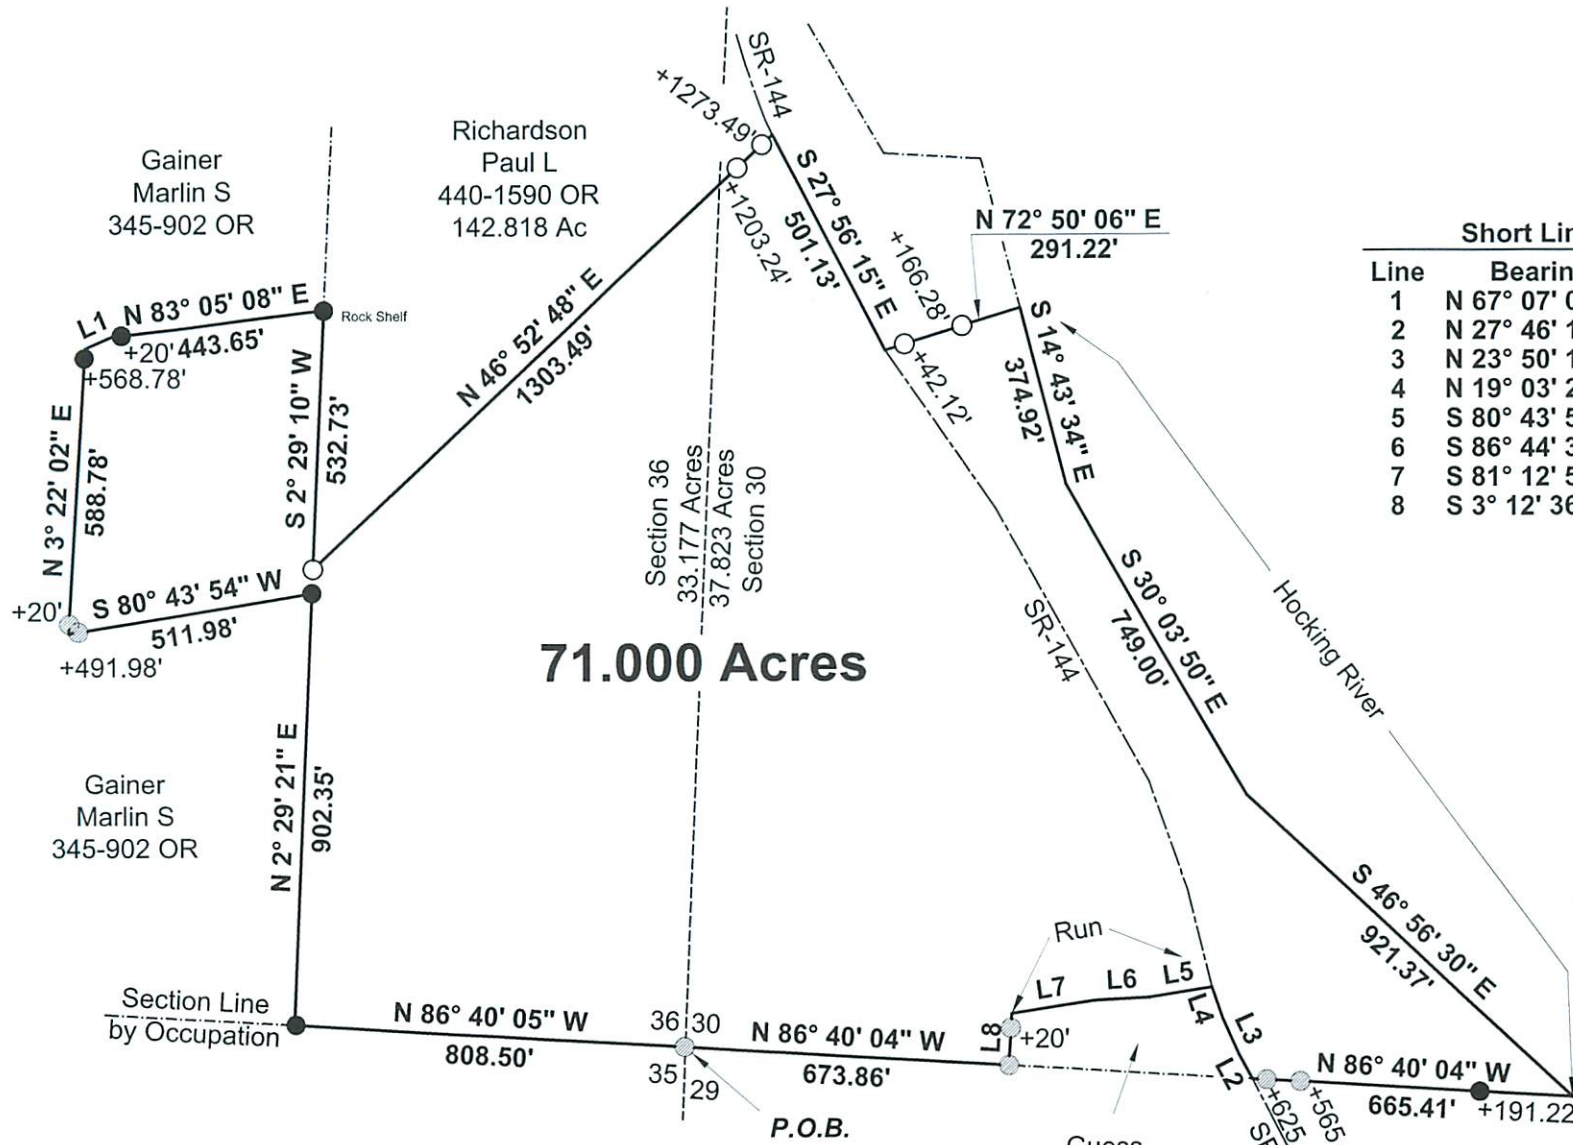 SR-144
+1273.49'
Richardson
Paul L
440-1590 OR
142.818 Ac
Gainer
Marlin S
345-902 OR
S 27° 56' 15" E
501.13'
+1203.24'
N 72° 50' 06" E
291.22'
+166.28'
+42.12'
Line Bearin
1 N 67° 07' 0
2 N 27° 46' 1
3 N 23° 50' 1
4 N 19° 03' 2
5 S 80° 43' 5
6 S 86° 44' 3
7 S 81° 12' 5
8 S 3° 12' 36
L1
N 83° 05' 08" E
+20' 443.65'
Rock Shelf
+568.78'
N 46° 52' 48" E
1303.49'
S 14° 43' 34" E
374.92'
N 3° 22' 02" E
588.78'
S 2° 29' 10" W
532.73'
Section 36
33.177 Acres
37.823 Acres
Section 30
+20'
S 80° 43' 54" W
511.98'
+491.98'
71.000 Acres
SR-144
S 30° 03' 50" E
749.00'
Hocking River
Gainer
Marlin S
345-902 OR
N 2° 29' 21" E
902.35'
S 46° 56' 30" E
921.37'
Run
L7 L6 L5
L4
L3
L2
L8
+20'
Section Line
by Occupation
N 86° 40' 05" W
808.50'
36 30
35 29
N 86° 40' 04" W
673.86'
N 86° 40' 04" W
665.41'
+191.22
+625
+565
P.O.B.